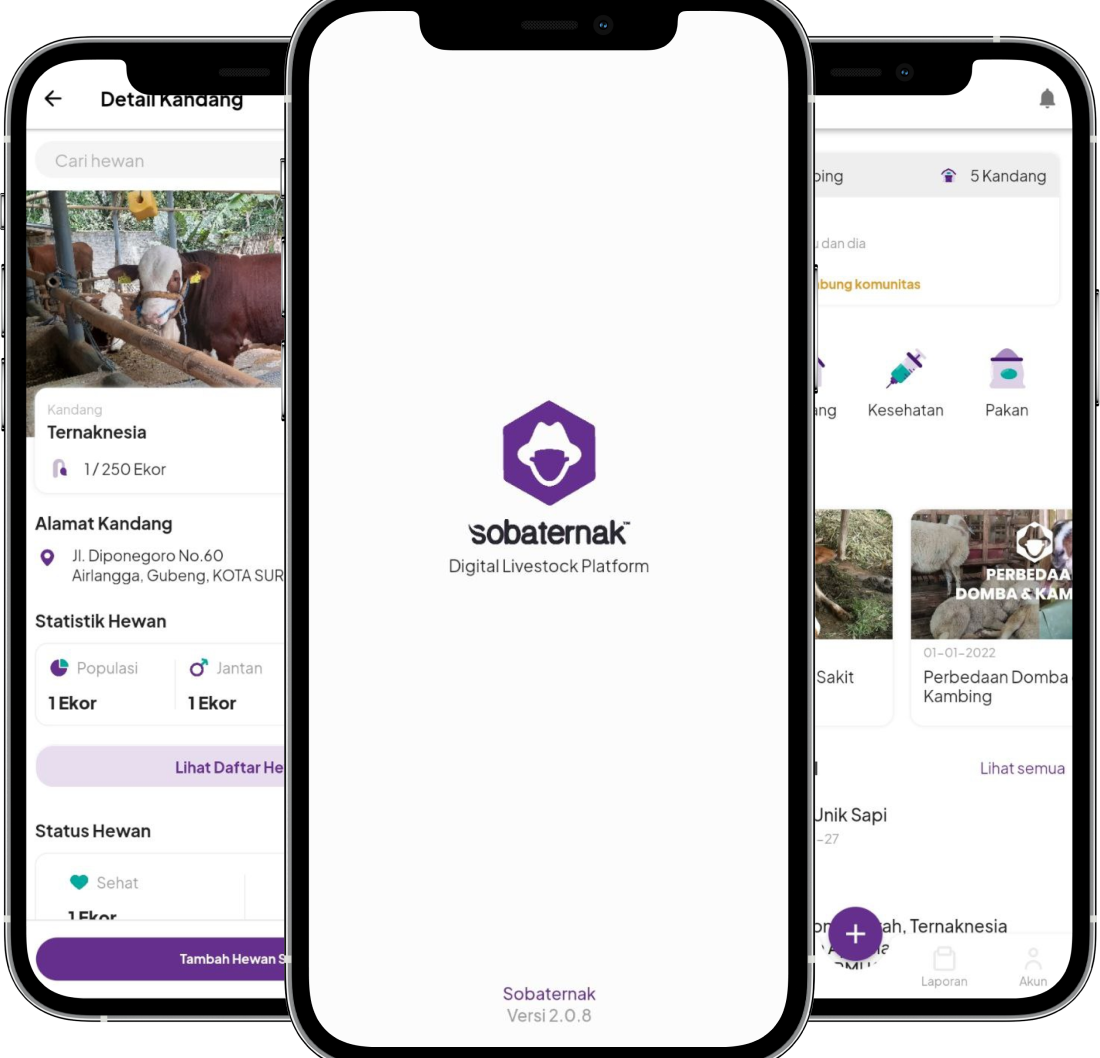 Detail Kandang
Cari hewan
Kandang
Ternaknesia
1/250 Ekor
Alamat Kandang
Jl. Diponegoro No.60
Airlangga, Gubeng, KOTA SUR
Statistik Hewan
Populasi
Jantan
1 Ekor
1 Ekor
Lihat Daftar He
Status Hewan
Sehat
1 Ekor
Tambah Hewan S
sobaternak™
Digital Livestock Platform
Sobaternak
Versi 2.0.8
bing
5 Kandang
u dan dia
bung komunitas
ang
Kesehatan
Pakan
PERBEDAA
DOMBA & KAM
Sakit
01-01-2022
Perbedaan Domba
Kambing
Lihat semua
Unik Sapi
-27
ah, Ternaknesia
Laporan
Akun